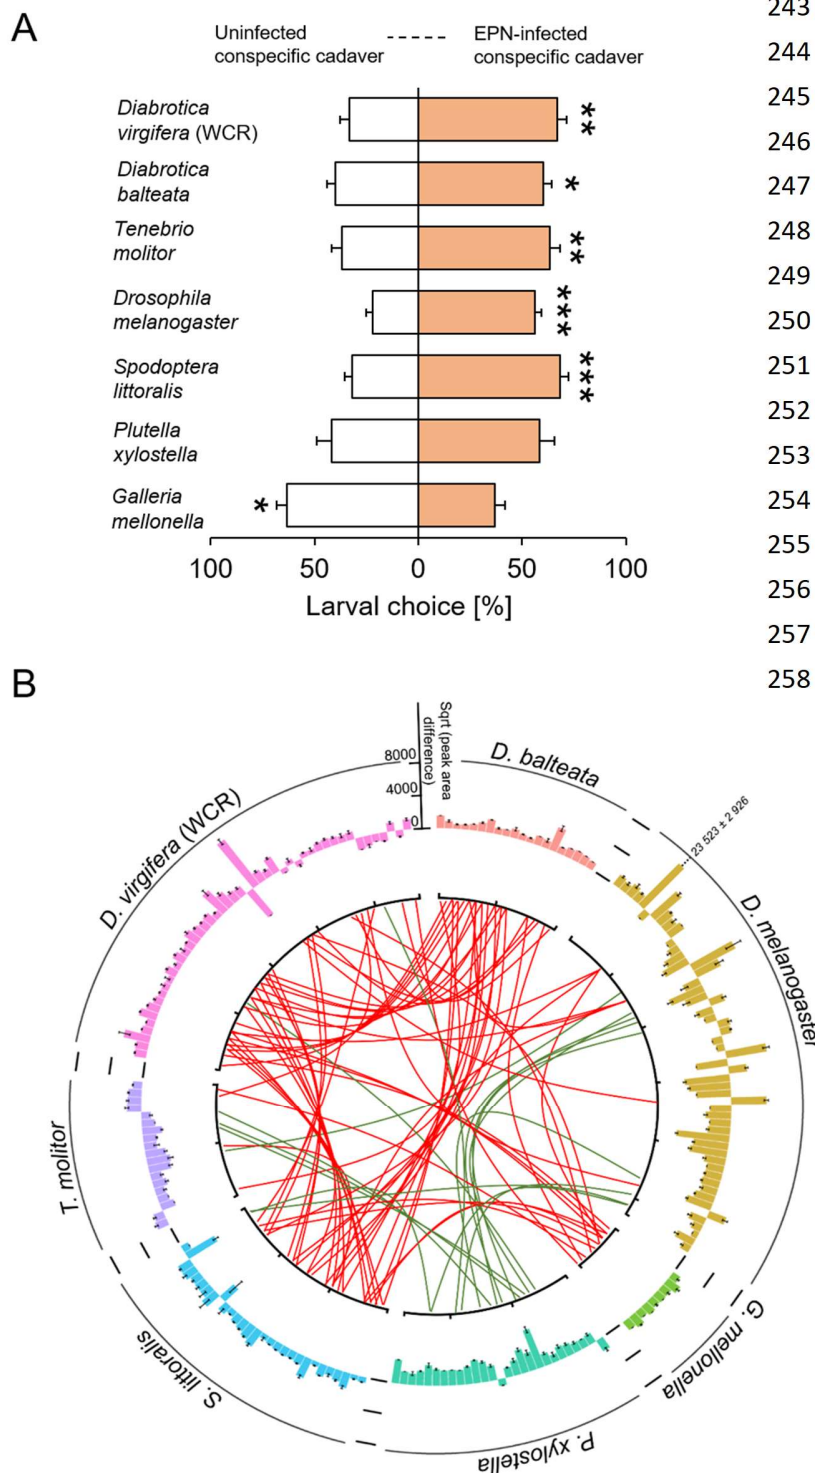 A
Uninfected
conspecific cadaver
EPN-infected
conspecific cadaver
Diabrotica
virgifera (WCR)
**
Diabrotica
balteata
*
Tenebrio
molitor
**
Drosophila
melanogaster
***
Spodoptera
littoralis
***
Plutella
xylostella
Galleria
mellonella
*
100 50 0 50 100
Larval choice [%]
243
244
245
246
247
248
249
250
251
252
253
254
255
256
257
258
B
Sqrt (peak area
difference)
8000
4000
0
D. balteata
23 523 ± 2 926
D. melanogaster
G. mellonella
P. xylostella
S. littoralis
T. molitor
D. virgifera (WCR)